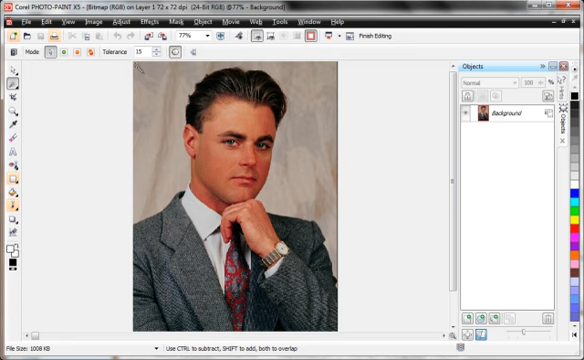 Corel PHOTO-PAINT X5 - [Bitmap (RGB) on Layer 1 72 x 72 dpi (24-Bit RGB) @77% - Background]
File Edit View Image Adjust Effects Mask Object Movie Web Tools Window Help
77% Finish Editing
Mode Tolerance 15
Objects
Normal 100 %
Background
Objects
File Size: 1008 KB Use CTRL to subtract, SHIFT to add, both to overlap